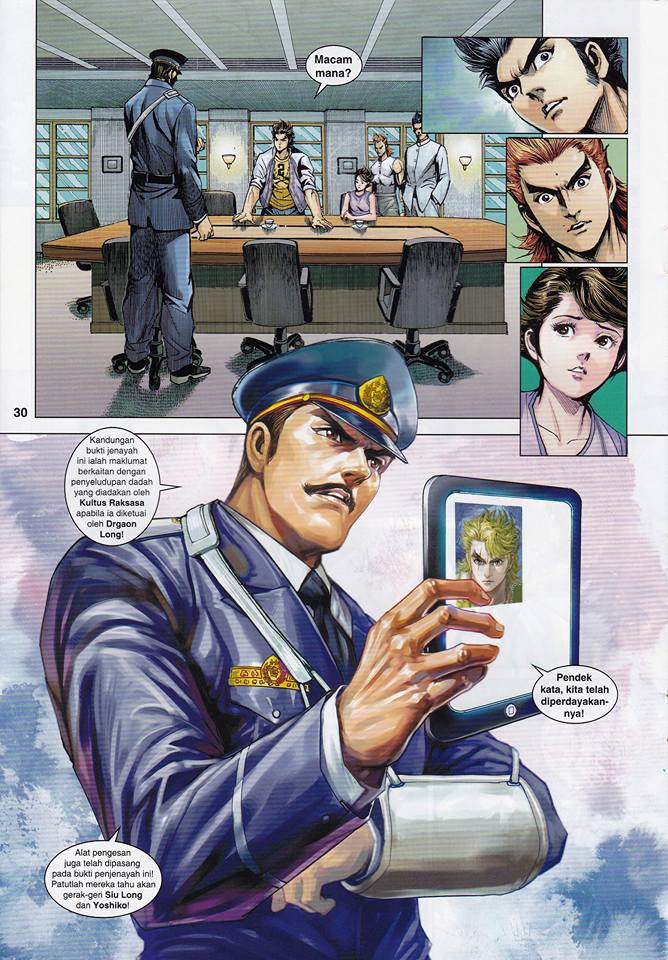 Macam
mana?
30
Kandungan
bukti jenayah
ini ialah maklumat
berkaitan dengan
penyeludupan dadah
yang diadakan oleh
Kultus Raksasa
apabila ia diketuai
oleh Drgaon
Long!
Pendek
kata, kita telah
diperdayakan-
nya!
Alat pengesan
juga telah dipasang
pada bukti penjenayah ini!
Patutlah mereka tahu akan
gerak-geri Siu Long
dan Yoshiko!